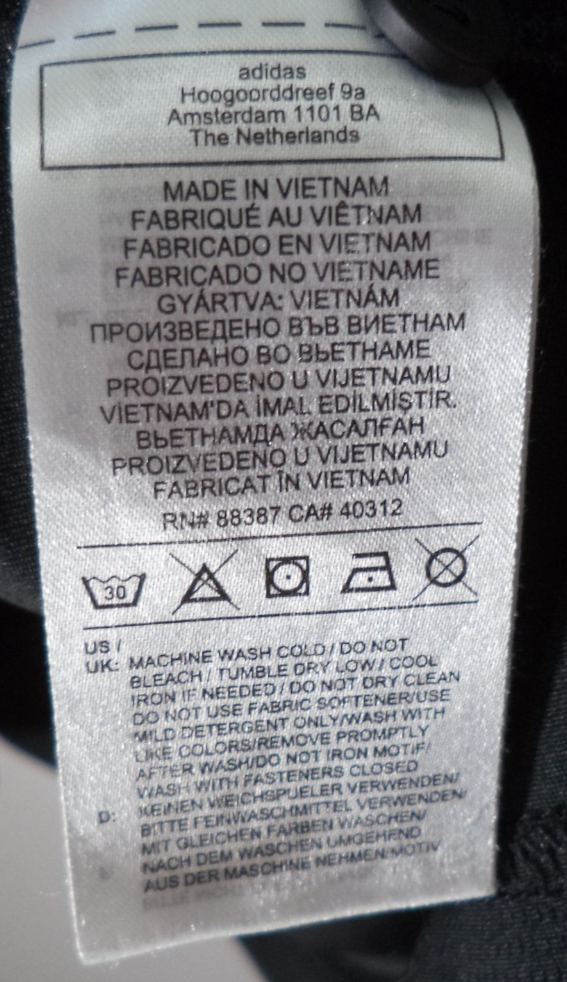 adidas
Hoogoorddreef 9a
Amsterdam 1101 BA
The Netherlands
MADE IN VIETNAM
FABRIQUÉ AU VIÊTNAM
FABRICADO EN VIETNAM
FABRICADO NO VIETNAME
GYÁRTVA: VIETNÁM
ПРОИЗВЕДЕНО ВЪВ ВИЕТНАМ
СДЕЛАНО ВО ВЬЕТНАМЕ
PROIZVEDENO U VIJETNAMU
VİETNAM'DA İMAL EDİLMİŞTİR.
ВЬЕТНАМДА ЖАСАЛҒАН
PROIZVEDENO U VIJETNAMU
FABRICAT ÎN VIETNAM
RN# 88387 CA# 40312
30
US /
UK: MACHINE WASH COLD / DO NOT
BLEACH / TUMBLE DRY LOW / COOL
IRON IF NEEDED / DO NOT DRY CLEAN
DO NOT USE FABRIC SOFTENER/USE
MILD DETERGENT ONLY/WASH WITH
LIKE COLORS/REMOVE PROMPTLY
AFTER WASH/DO NOT IRON MOTIF/
WASH WITH FASTENERS CLOSED
D: KEINEN WEICHSPUELER VERWENDEN/
BITTE FEINWASCHMITTEL VERWENDEN/
MIT GLEICHEN FARBEN WASCHEN/
NACH DEM WASCHEN UMGEHEND
AUS DER MASCHINE NEHMEN/MOTIV